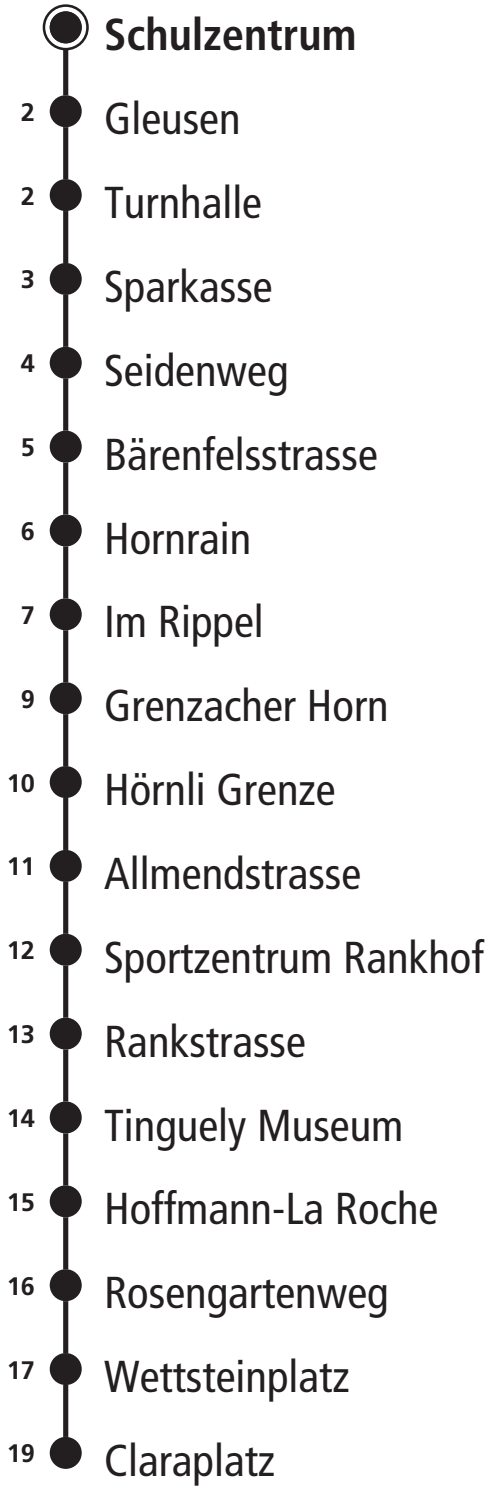 Schulzentrum
2 Gleusen
2 Turnhalle
3 Sparkasse
4 Seidenweg
5 Bärenfelsstrasse
6 Hornrain
7 Im Rippel
9 Grenzacher Horn
10 Hörnli Grenze
11 Allmendstrasse
12 Sportzentrum Rankhof
13 Rankstrasse
14 Tinguely Museum
15 Hoffmann-La Roche
16 Rosengartenweg
17 Wettsteinplatz
19 Claraplatz